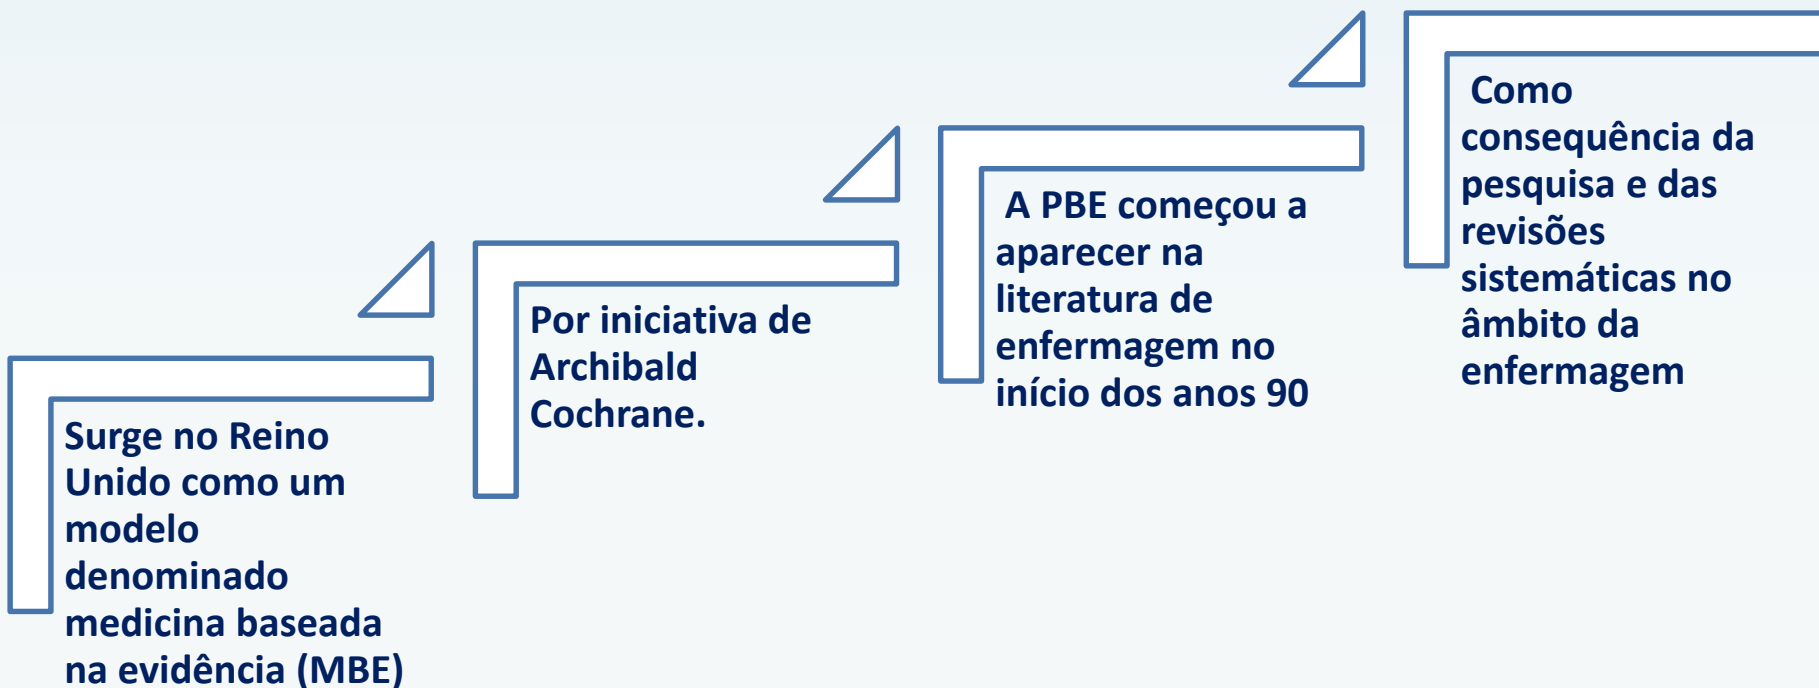 Surge no Reino
Unido como um
modelo
denominado
medicina baseada
na evidência (MBE)
Por iniciativa de
Archibald
Cochrane.
A PBE começou a
aparecer na
literatura de
enfermagem no
início dos anos 90
Como
consequência da
pesquisa e das
revisões
sistemáticas no
âmbito da
enfermagem